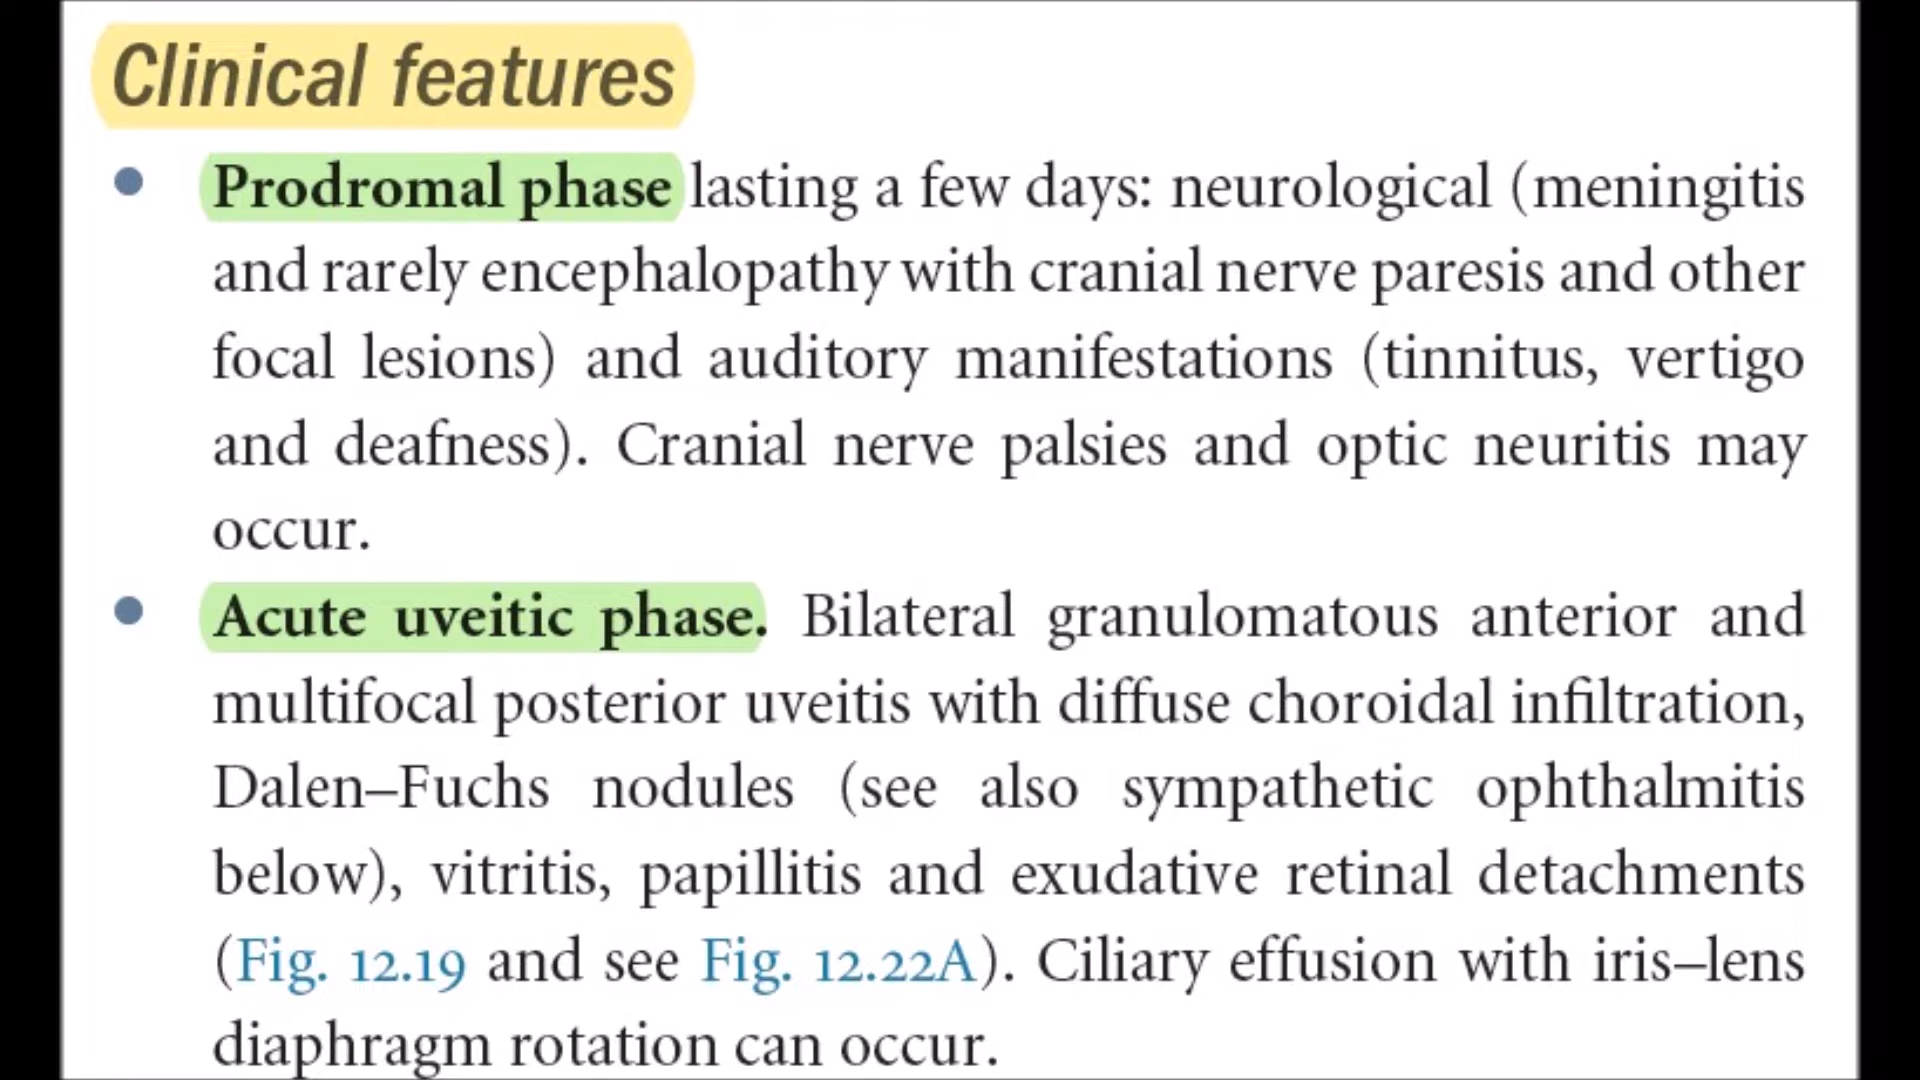 Clinical features
Prodromal phase lasting a few days: neurological (meningitis
and rarely encephalopathy with cranial nerve paresis and other
focal lesions) and auditory manifestations (tinnitus, vertigo
and deafness). Cranial nerve palsies and optic neuritis may
occur.
Acute uveitic phase. Bilateral granulomatous anterior and
multifocal posterior uveitis with diffuse choroidal infiltration,
Dalen–Fuchs nodules (see also sympathetic ophthalmitis
below), vitritis, papillitis and exudative retinal detachments
(Fig. 12.19 and see Fig. 12.22A). Ciliary effusion with iris–lens
diaphragm rotation can occur.